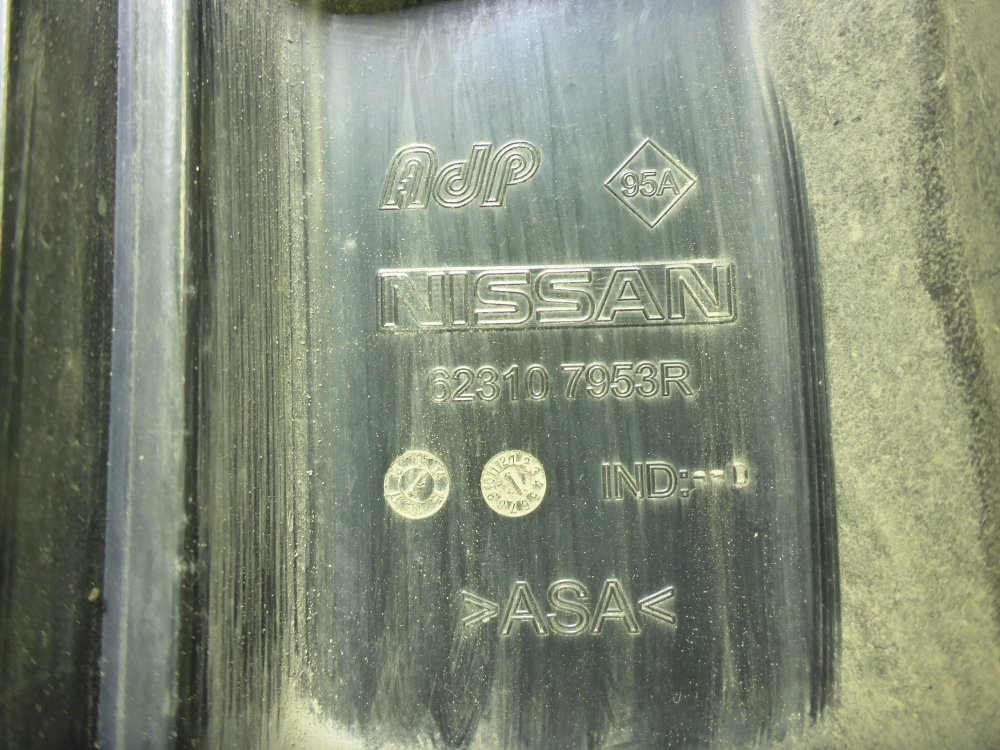 AdP
95A
NISSAN
62310 7953R
IND:
>ASA<